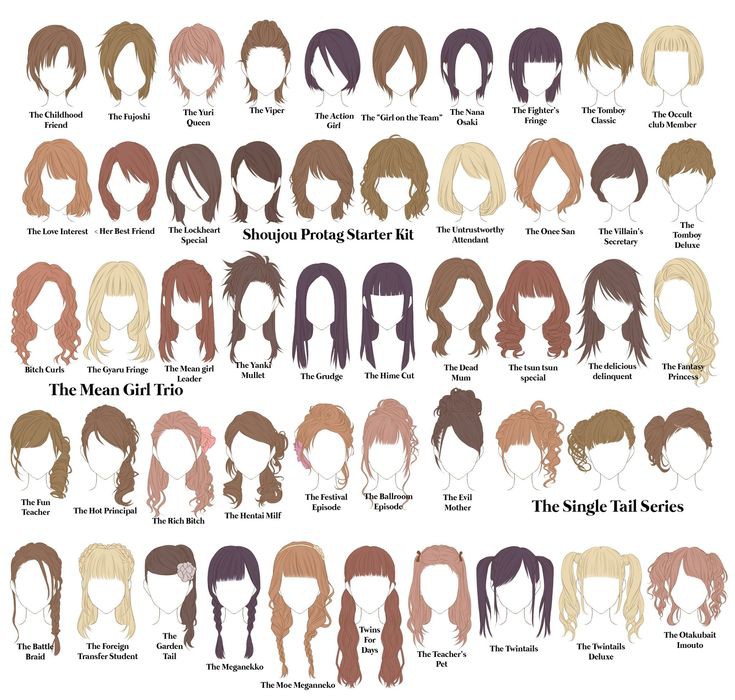 The Childhood
Friend
The Fujoshi
The Yuri
Queen
The Viper
The Action
Girl
The "Girl on the Team"
The Nana
Osaki
The Fighter's
Fringe
The Tomboy
Classic
The Occult
club Member
The Love Interest
< Her Best Friend
The Lockheart
Special
Shoujou Protag Starter Kit
The Untrustworthy
Attendant
The Onee San
The Villain's
Secretary
The
Tomboy
Deluxe
Bitch Curls
The Gyaru Fringe
The Mean girl
Leader
The Mean Girl Trio
The Yanki
Mullet
The Grudge
The Hime Cut
The Dead
Mum
The tsun tsun
special
The delicious
delinquent
The Fantasy
Princess
The Fun
Teacher
The Hot Principal
The Rich Bitch
The Hentai Milf
The Festival
Episode
The Ballroom
Episode
The Evil
Mother
The Single Tail Series
The Battle
Braid
The Foreign
Transfer Student
The
Garden
Tail
The Meganekko
The Moe Meganneko
Twins
For
Days
The Teacher's
Pet
The Twintails
The Twintails
Deluxe
The Otakubait
Imouto